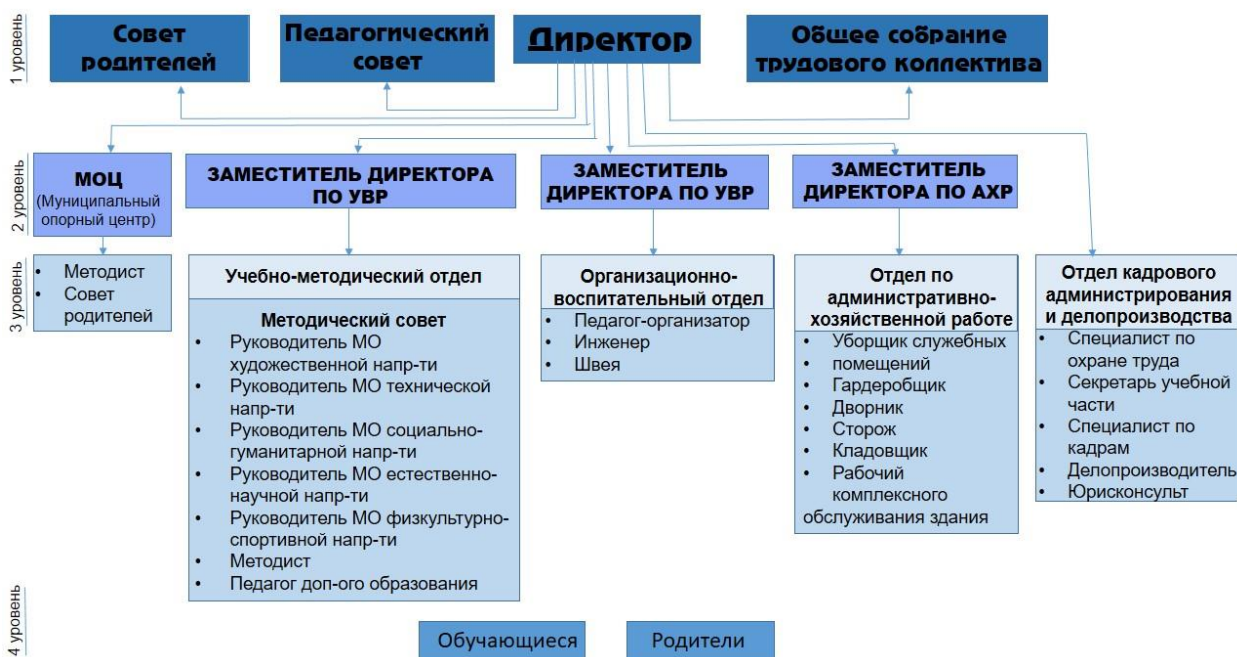 1 уровень
Совет
родителей
Педагогический
совет
Директор
Общее собрание
трудового коллектива
2 уровень
МОЦ
(Муниципальный
опорный центр)
ЗАМЕСТИТЕЛЬ ДИРЕКТОРА
ПО УВР
ЗАМЕСТИТЕЛЬ
ДИРЕКТОРА ПО УВР
ЗАМЕСТИТЕЛЬ
ДИРЕКТОРА ПО АХР
3 уровень
• Методист
• Совет
родителей
Учебно-методический отдел
Методический совет
• Руководитель МО
художественной напр-ти
• Руководитель МО технической
напр-ти
• Руководитель МО социально-
гуманитарной напр-ти
• Руководитель МО естественно-
научной напр-ти
• Руководитель МО физкультурно-
спортивной напр-ти
• Методист
• Педагог доп-ого образования
Организационно-
воспитательный отдел
• Педагог-организатор
• Инженер
• Швея
Отдел по
административно-
хозяйственной работе
• Уборщик служебных
• помещений
• Гардеробщик
• Дворник
• Сторож
• Кладовщик
• Рабочий
комплексного
обслуживания здания
Отдел кадрового
администрирования
и делопроизводства
• Специалист по
охране труда
• Секретарь учебной
части
• Специалист по
кадрам
• Делопроизводитель
• Юрисконсульт
4 уровень
Обучающиеся
Родители